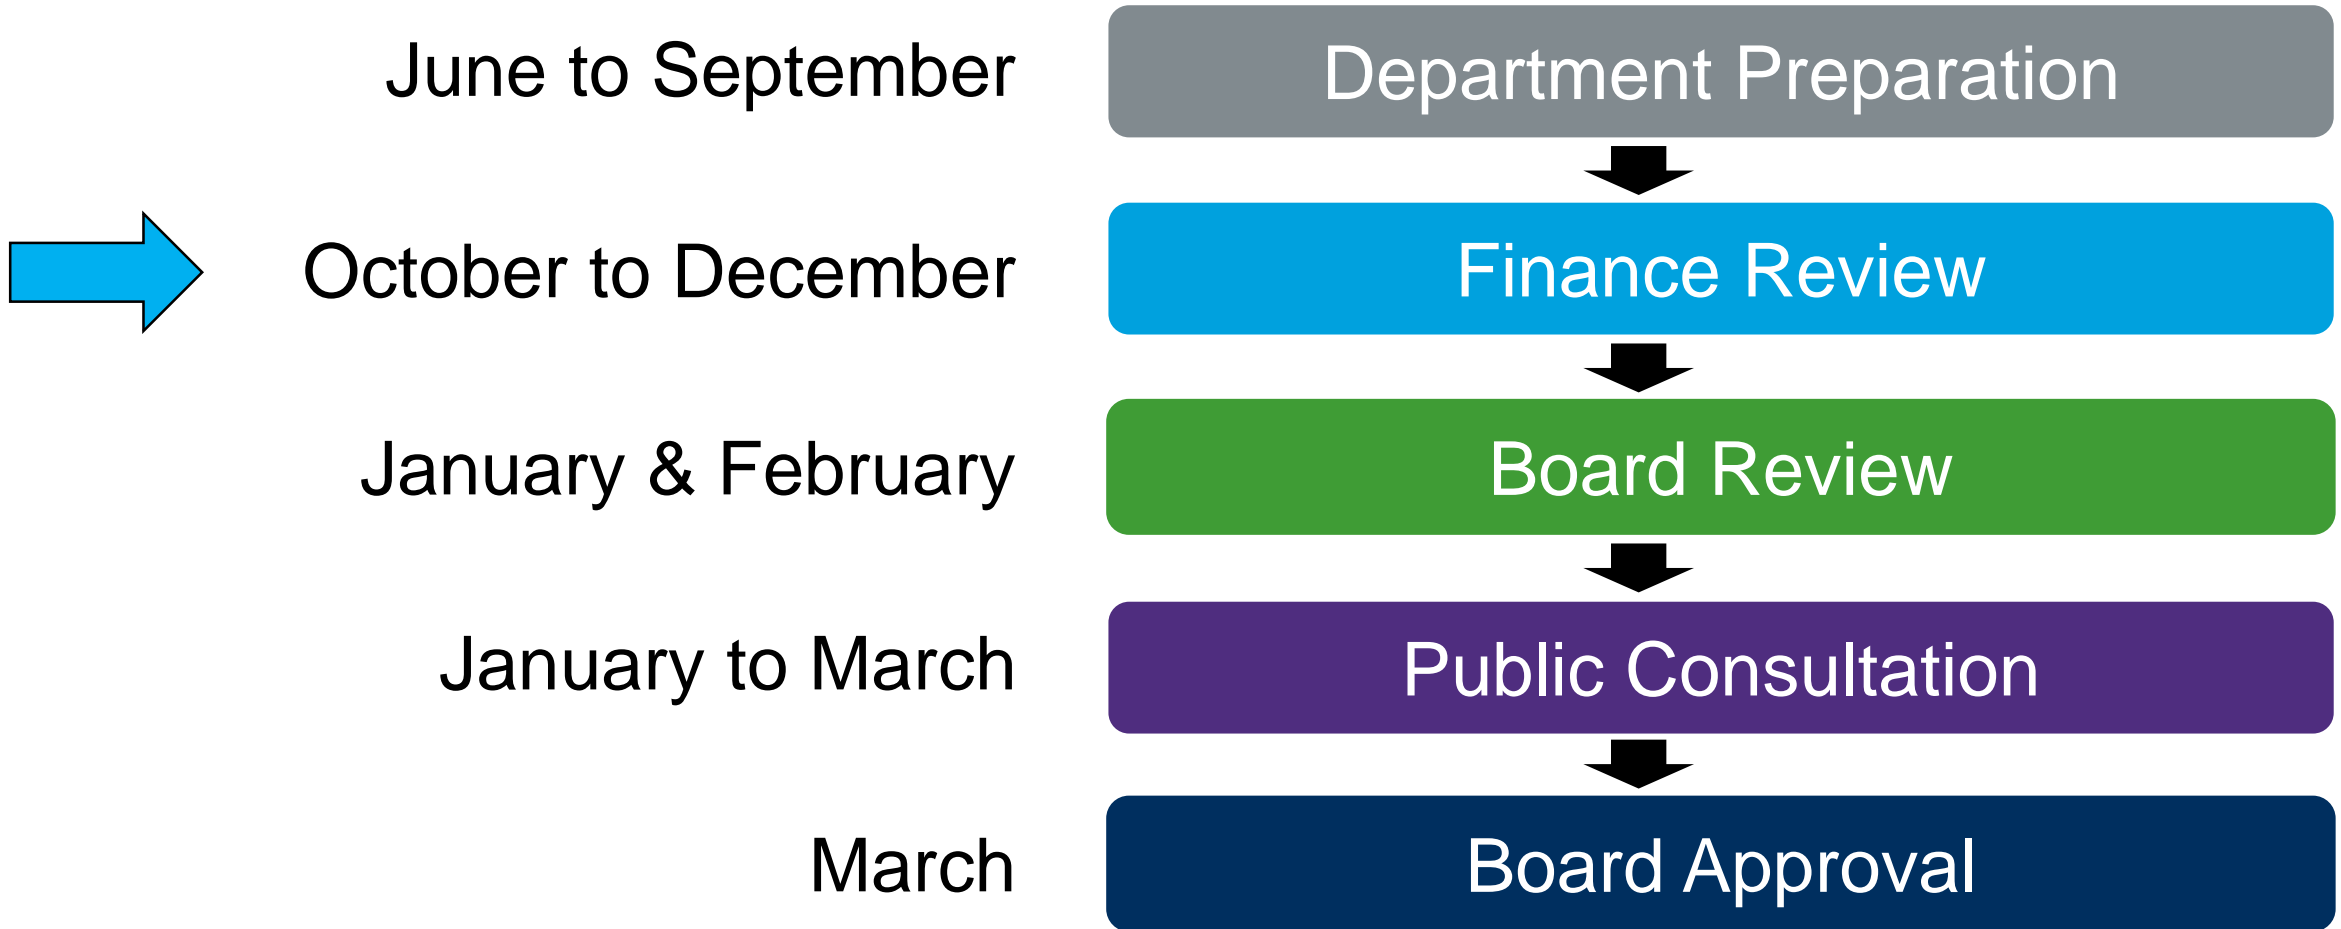 June to September
Department Preparation
October to December
Finance Review
January & February
Board Review
January to March
Public Consultation
March
Board Approval